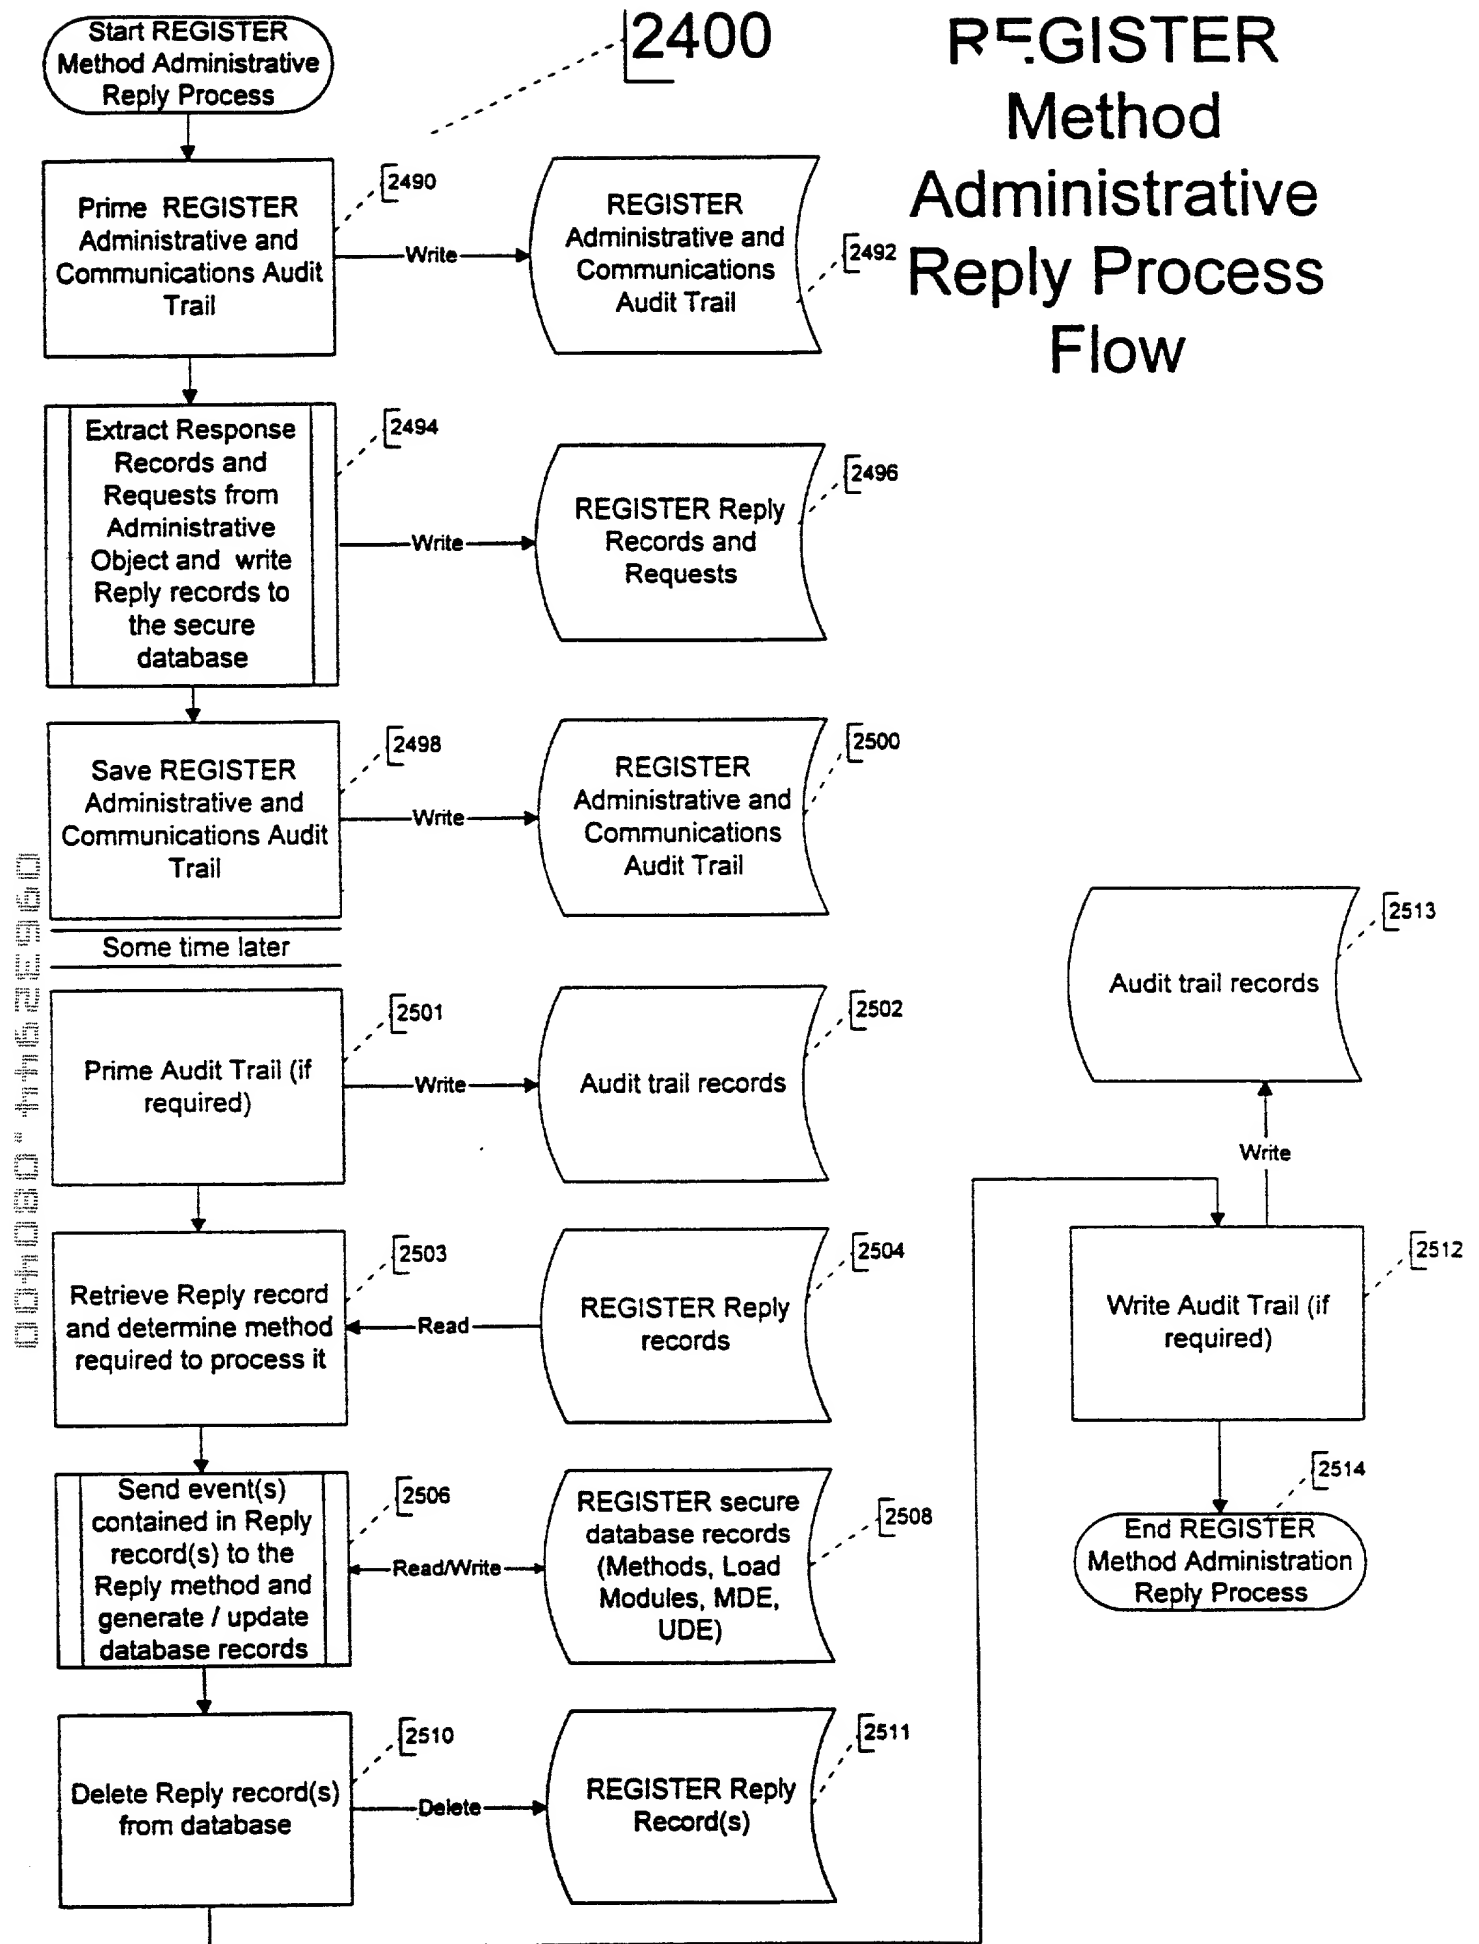 Start REGISTER
Method Administrative
Reply Process
2400
REGISTER
Method
Administrative
Reply Process
Flow
Prime REGISTER
Administrative and
Communications Audit
Trail
2490
Write
REGISTER
Administrative and
Communications
Audit Trail
2492
Extract Response
Records and
Requests from
Administrative
Object and write
Reply records to
the secure
database
2494
Write
REGISTER Reply
Records and
Requests
2496
Save REGISTER
Administrative and
Communications Audit
Trail
2498
Write
REGISTER
Administrative and
Communications
Audit Trail
2500
Some time later
Prime Audit Trail (if
required)
2501
Write
Audit trail records
2502
Retrieve Reply record
and determine method
required to process it
2503
Read
REGISTER Reply
records
2504
Send event(s)
contained in Reply
record(s) to the
Reply method and
generate / update
database records
2506
Read/Write
REGISTER secure
database records
(Methods, Load
Modules, MDE,
UDE)
2508
Delete Reply record(s)
from database
2510
Delete
REGISTER Reply
Record(s)
2511
Audit trail records
2513
Write
Write Audit Trail (if
required)
2512
2514
End REGISTER
Method Administration
Reply Process